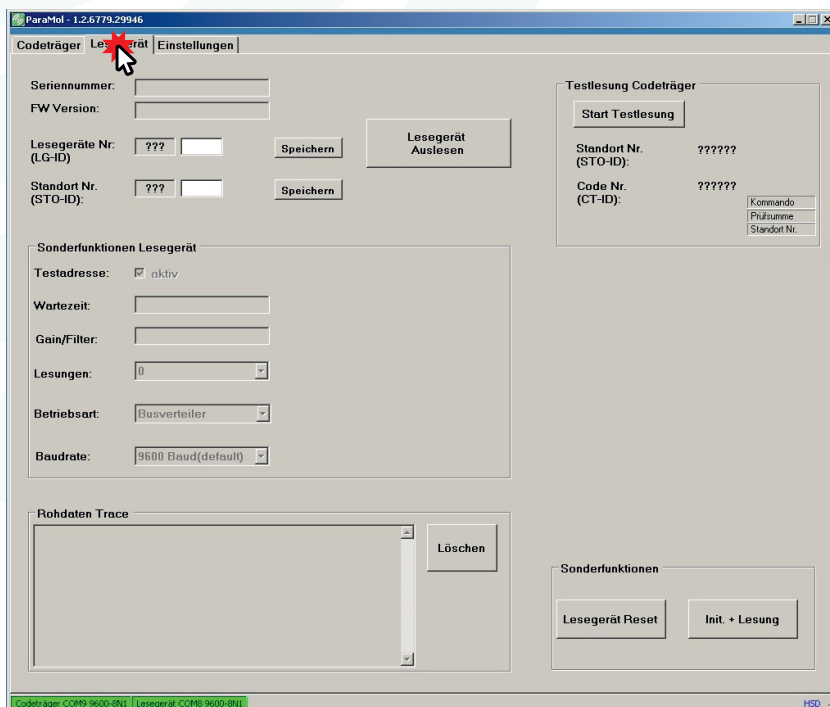 ParaMol - 1.2.6779.29946
Codeträger Lesegerät Einstellungen
Seriennummer:
FW Version:
Lesegeräte Nr:
(LG-ID)
???
Speichern
Standort Nr.
(STO-ID):
???
Speichern
Lesegerät
Auslesen
Testlesung Codeträger
Start Testlesung
Standort Nr.
(STO-ID):
??????
Code Nr.
(CT-ID):
??????
Kommando
Prüfsumme
Standort Nr.
Sonderfunktionen Lesegerät
Testadresse:
aktiv
Wartezeit:
Gain/Filter:
Lesungen:
0
Betriebsart:
Busverteiler
Baudrate:
9600 Baud(default)
Rohdaten Trace
Löschen
Sonderfunktionen
Lesegerät Reset
Init. + Lesung
Codeträger COM9 9600-8N1 Lesegerät COM8 9600-8N1
HSD